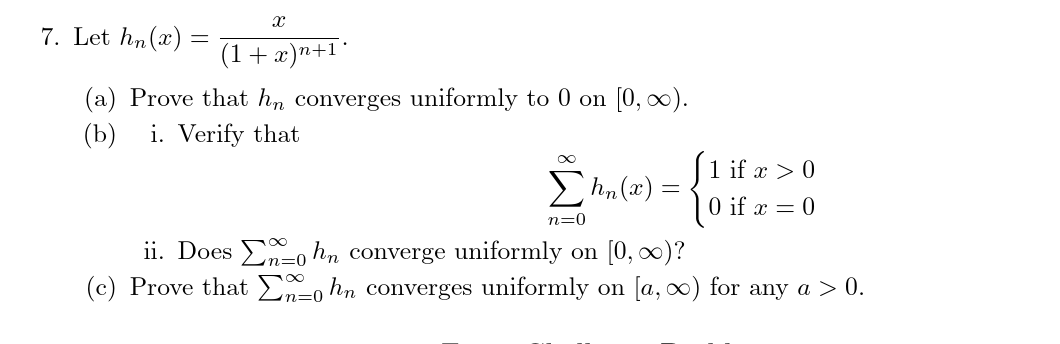 7. Let $h_n(x) = \dfrac{x}{(1+x)^{n+1}}$.
(a) Prove that $h_n$ converges uniformly to 0 on $[0, \infty)$.
(b) i. Verify that
$$\sum_{n=0}^{\infty} h_n(x) = \begin{cases} 1 \text{ if } x > 0 \\ 0 \text{ if } x = 0 \end{cases}$$
ii. Does $\sum_{n=0}^{\infty} h_n$ converge uniformly on $[0, \infty)$?
(c) Prove that $\sum_{n=0}^{\infty} h_n$ converges uniformly on $[a, \infty)$ for any $a > 0$.